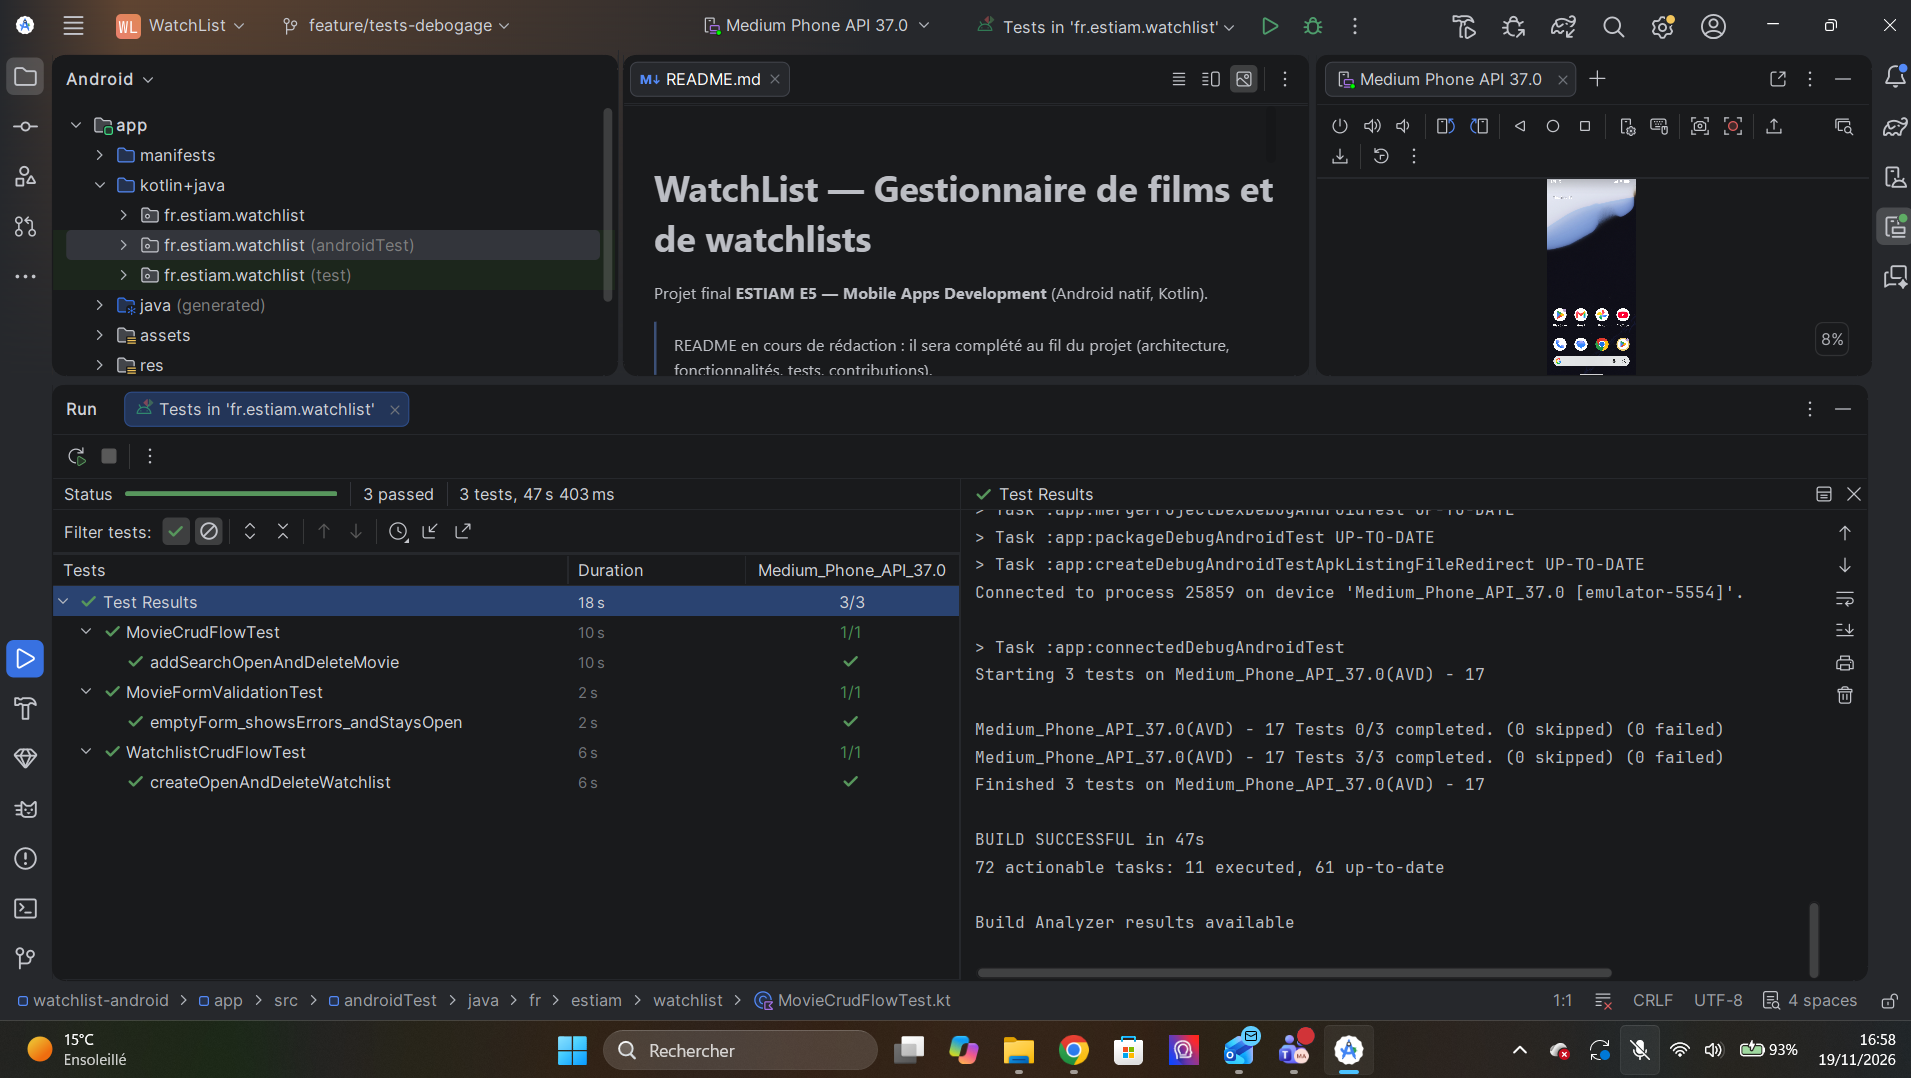 WL WatchList feature/tests-debogage Medium Phone API 37.0 Tests in 'fr.estiam.watchlist'
Android
app
manifests
kotlin+java
fr.estiam.watchlist
fr.estiam.watchlist (androidTest)
fr.estiam.watchlist (test)
java (generated)
assets
res
M↓ README.md
WatchList — Gestionnaire de films et
de watchlists
Projet final ESTIAM E5 — Mobile Apps Development (Android natif, Kotlin).
README en cours de rédaction : il sera complété au fil du projet (architecture,
fonctionnalités, tests, contributions).
Medium Phone API 37.0
8%
Run Tests in 'fr.estiam.watchlist'
Status 3 passed 3 tests, 47 s 403 ms
Filter tests:
Tests Duration Medium_Phone_API_37.0
Test Results 18 s 3/3
MovieCrudFlowTest 10 s 1/1
addSearchOpenAndDeleteMovie 10 s
MovieFormValidationTest 2 s 1/1
emptyForm_showsErrors_andStaysOpen 2 s
WatchlistCrudFlowTest 6 s 1/1
createOpenAndDeleteWatchlist 6 s
Test Results
> Task :app:mergeProjectDexDebugAndroidTest UP-TO-DATE
> Task :app:packageDebugAndroidTest UP-TO-DATE
> Task :app:createDebugAndroidTestApkListingFileRedirect UP-TO-DATE
Connected to process 25859 on device 'Medium_Phone_API_37.0 [emulator-5554]'.
> Task :app:connectedDebugAndroidTest
Starting 3 tests on Medium_Phone_API_37.0(AVD) - 17
Medium_Phone_API_37.0(AVD) - 17 Tests 0/3 completed. (0 skipped) (0 failed)
Medium_Phone_API_37.0(AVD) - 17 Tests 3/3 completed. (0 skipped) (0 failed)
Finished 3 tests on Medium_Phone_API_37.0(AVD) - 17
BUILD SUCCESSFUL in 47s
72 actionable tasks: 11 executed, 61 up-to-date
Build Analyzer results available
watchlist-android > app > src > androidTest > java > fr > estiam > watchlist > MovieCrudFlowTest.kt 1:1 CRLF UTF-8 4 spaces
15°C
Ensoleillé
Rechercher
93%
16:58
19/11/2026